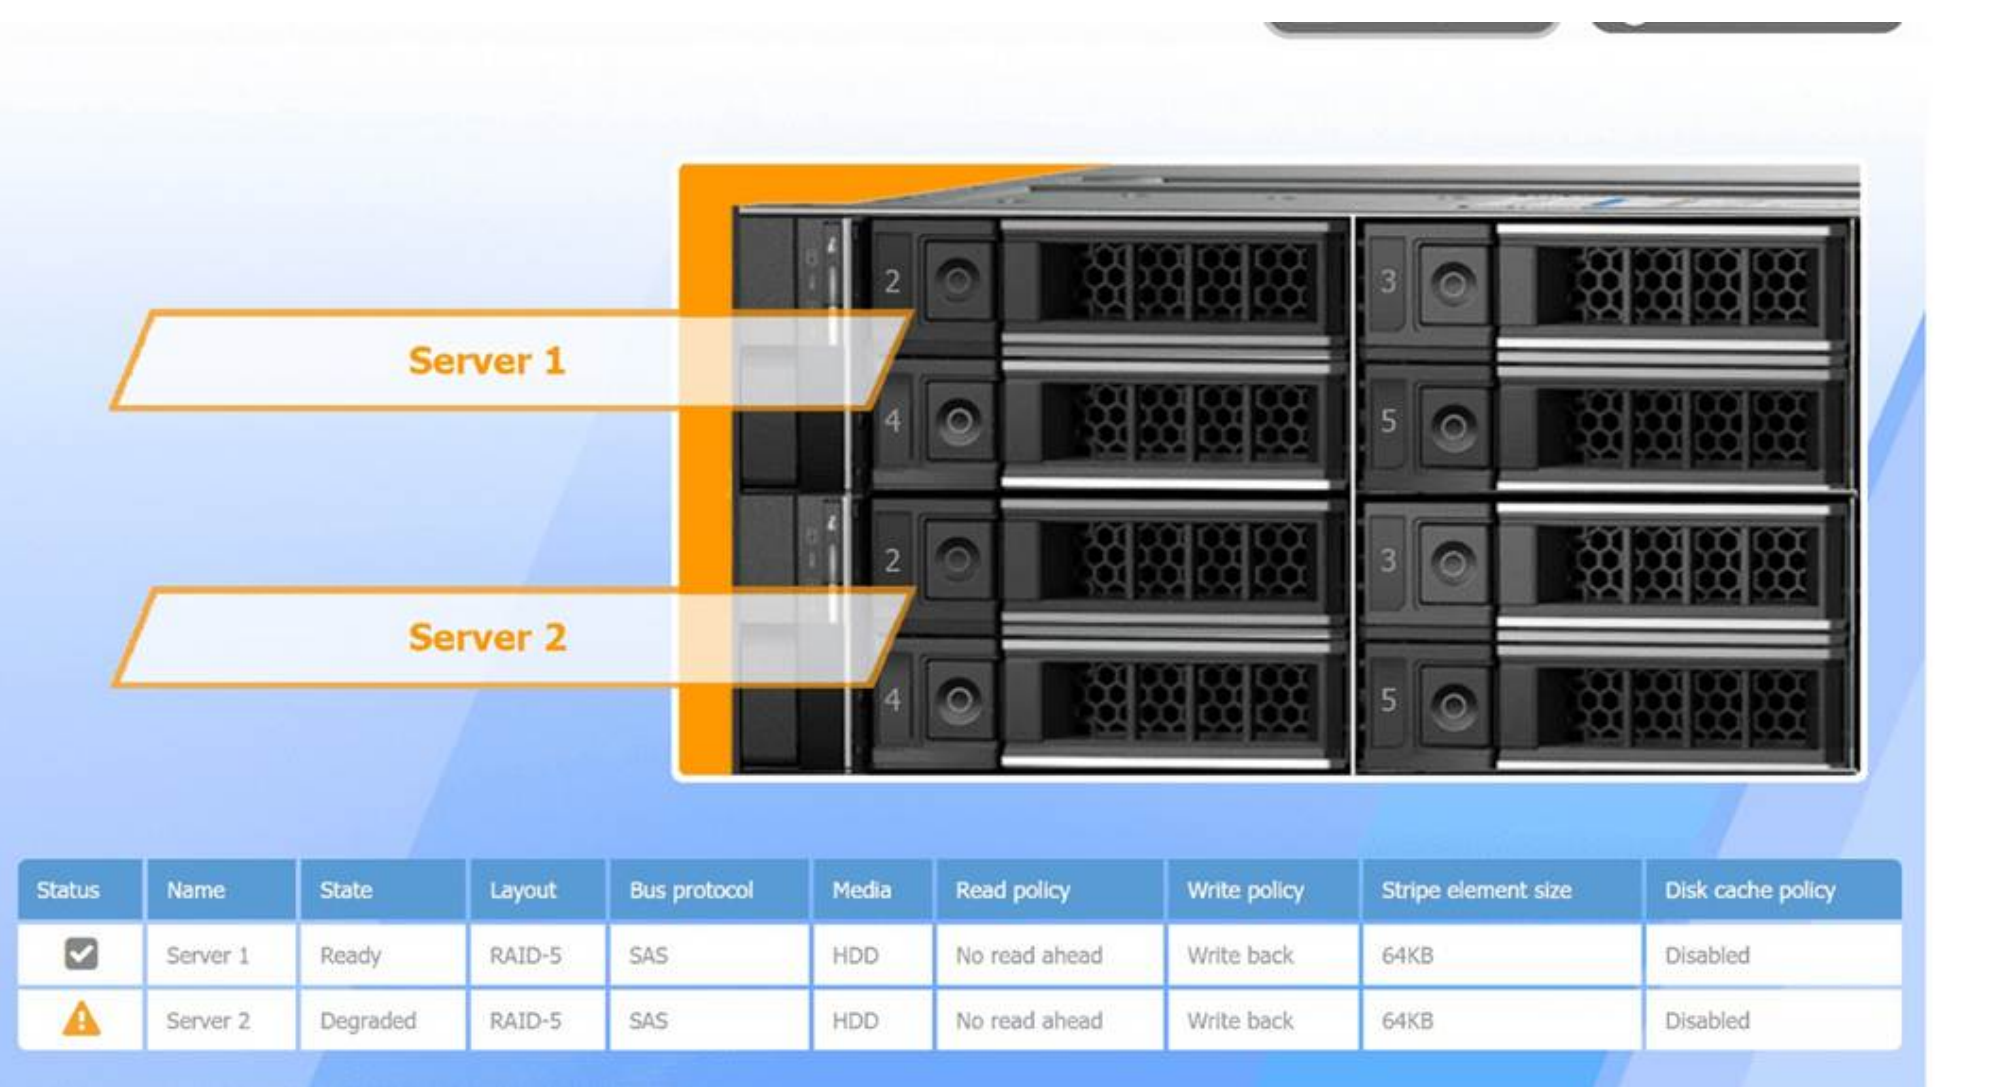 2
3
Server 1
4
5
2
3
Server 2
4
5
Status Name State Layout Bus protocol Media Read policy Write policy Stripe element size Disk cache policy
Server 1 Ready RAID-5 SAS HDD No read ahead Write back 64KB Disabled
Server 2 Degraded RAID-5 SAS HDD No read ahead Write back 64KB Disabled